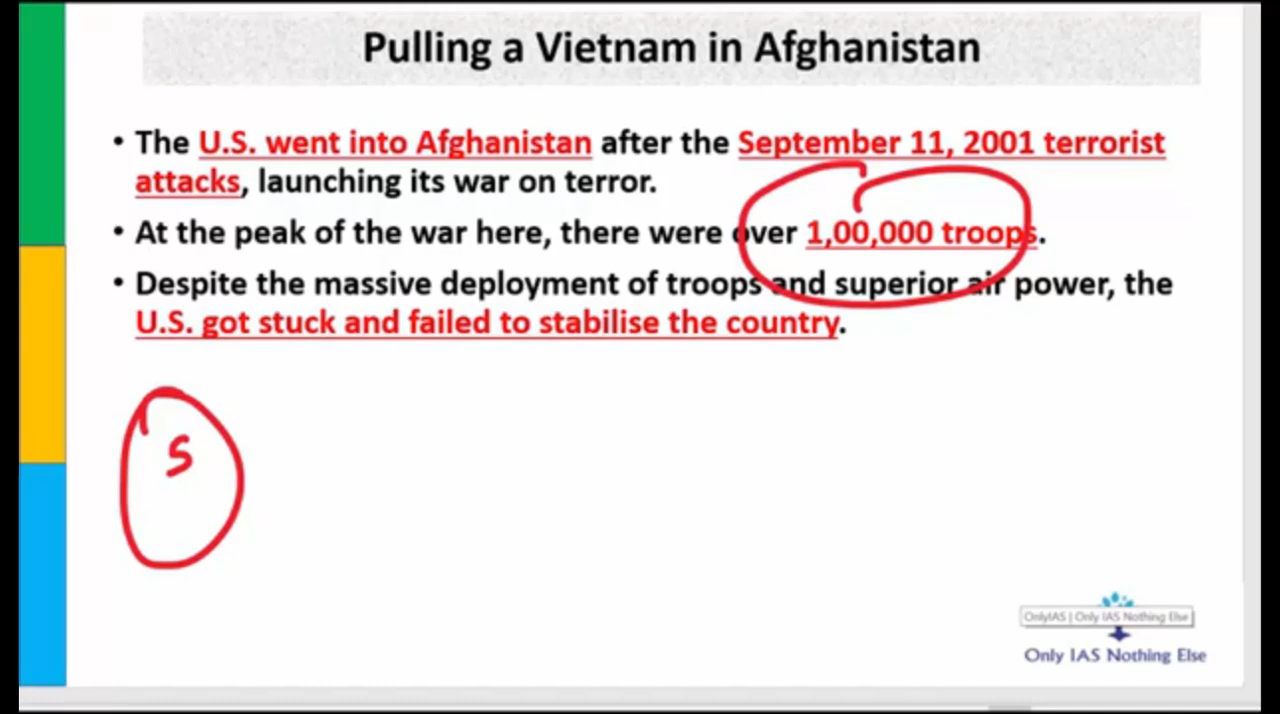 Pulling a Vietnam in Afghanistan
• The U.S. went into Afghanistan after the September 11, 2001 terrorist
attacks, launching its war on terror.
• At the peak of the war here, there were over 1,00,000 troops.
• Despite the massive deployment of troops and superior air power, the
U.S. got stuck and failed to stabilise the country.
S
OnlyIAS | Only IAS Nothing Else
Only IAS Nothing Else